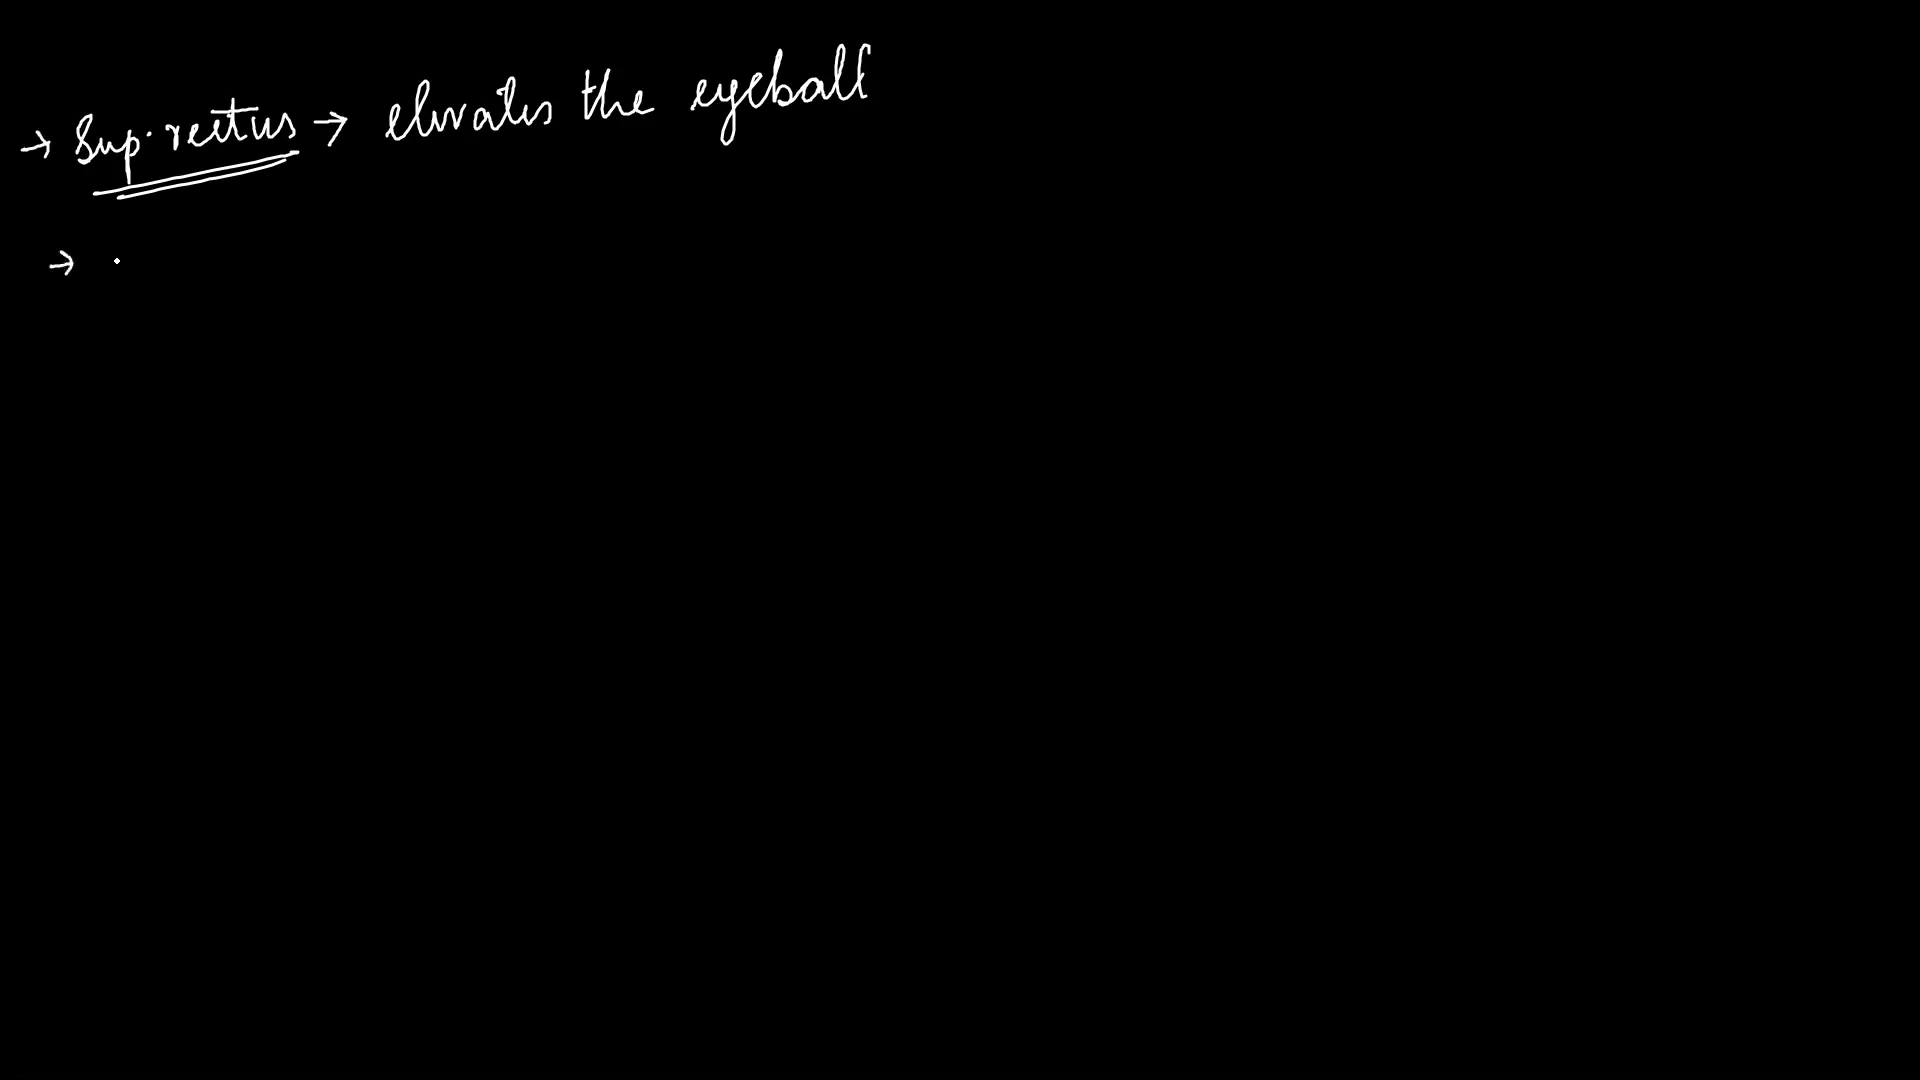 → Sup. rectus → elevates the eyeball
→ .